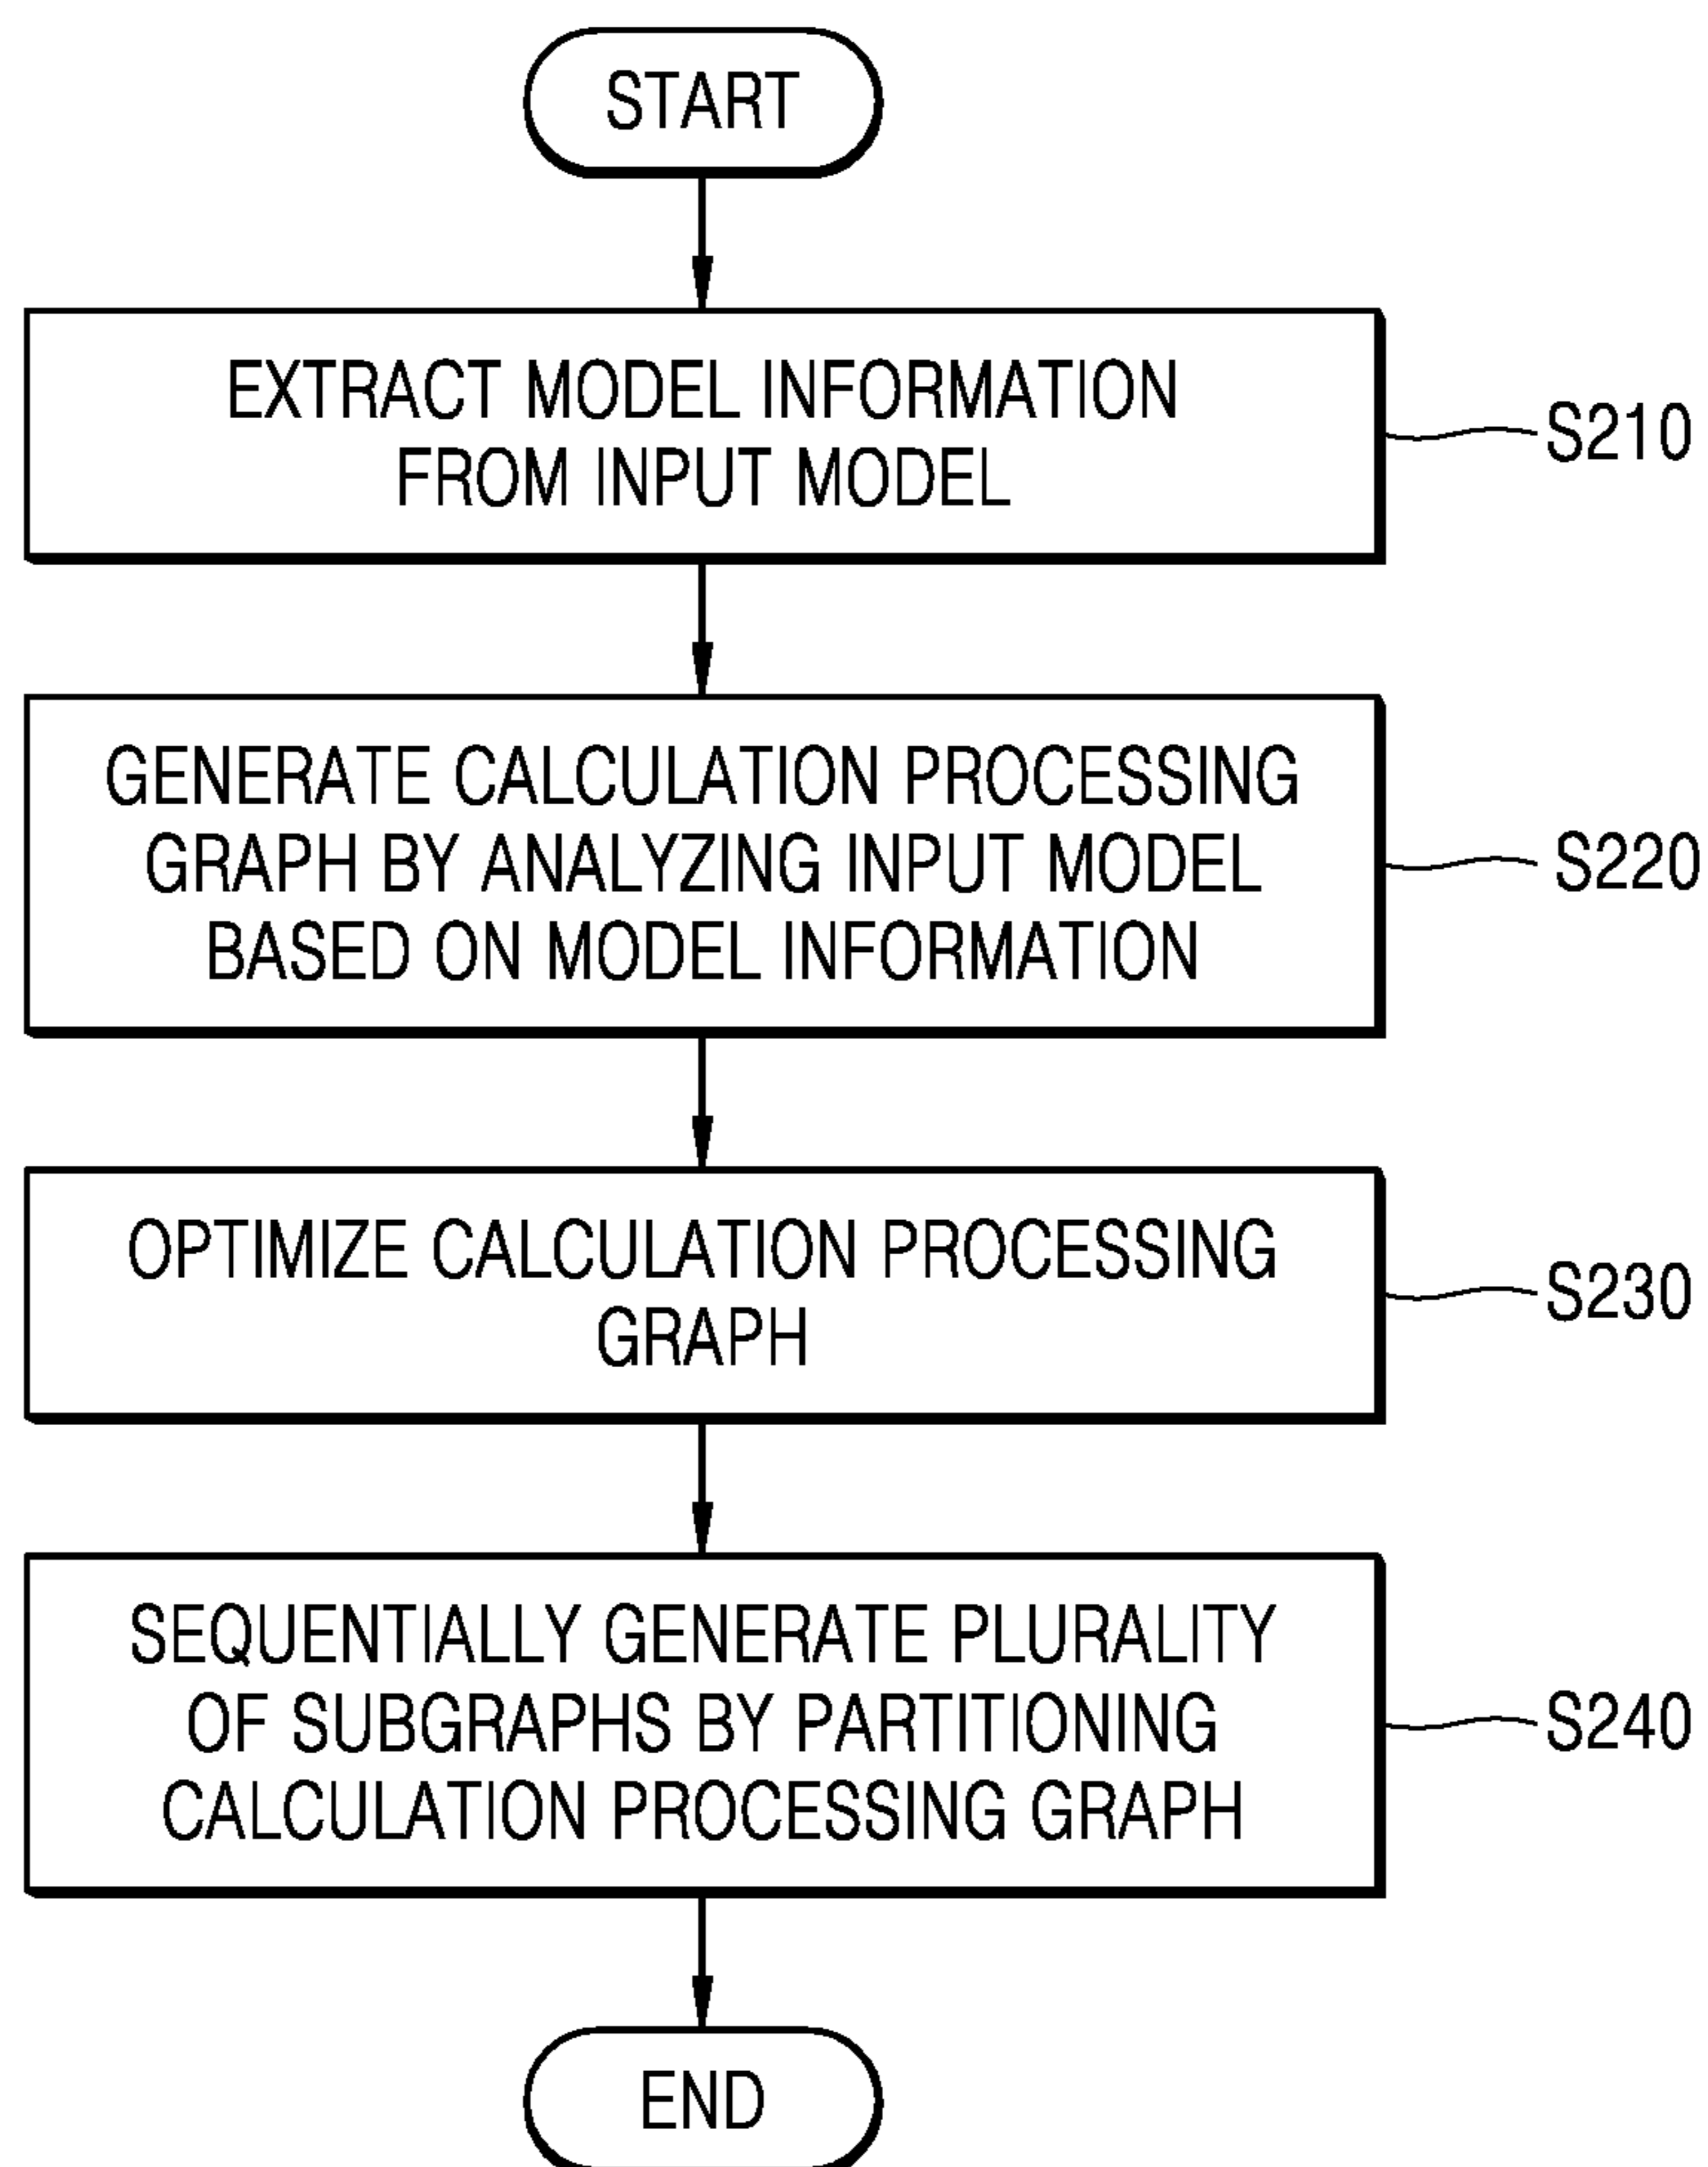 START
EXTRACT MODEL INFORMATION
FROM INPUT MODEL
S210
GENERATE CALCULATION PROCESSING
GRAPH BY ANALYZING INPUT MODEL
BASED ON MODEL INFORMATION
S220
OPTIMIZE CALCULATION PROCESSING
GRAPH
S230
SEQUENTIALLY GENERATE PLURALITY
OF SUBGRAPHS BY PARTITIONING
CALCULATION PROCESSING GRAPH
S240
END